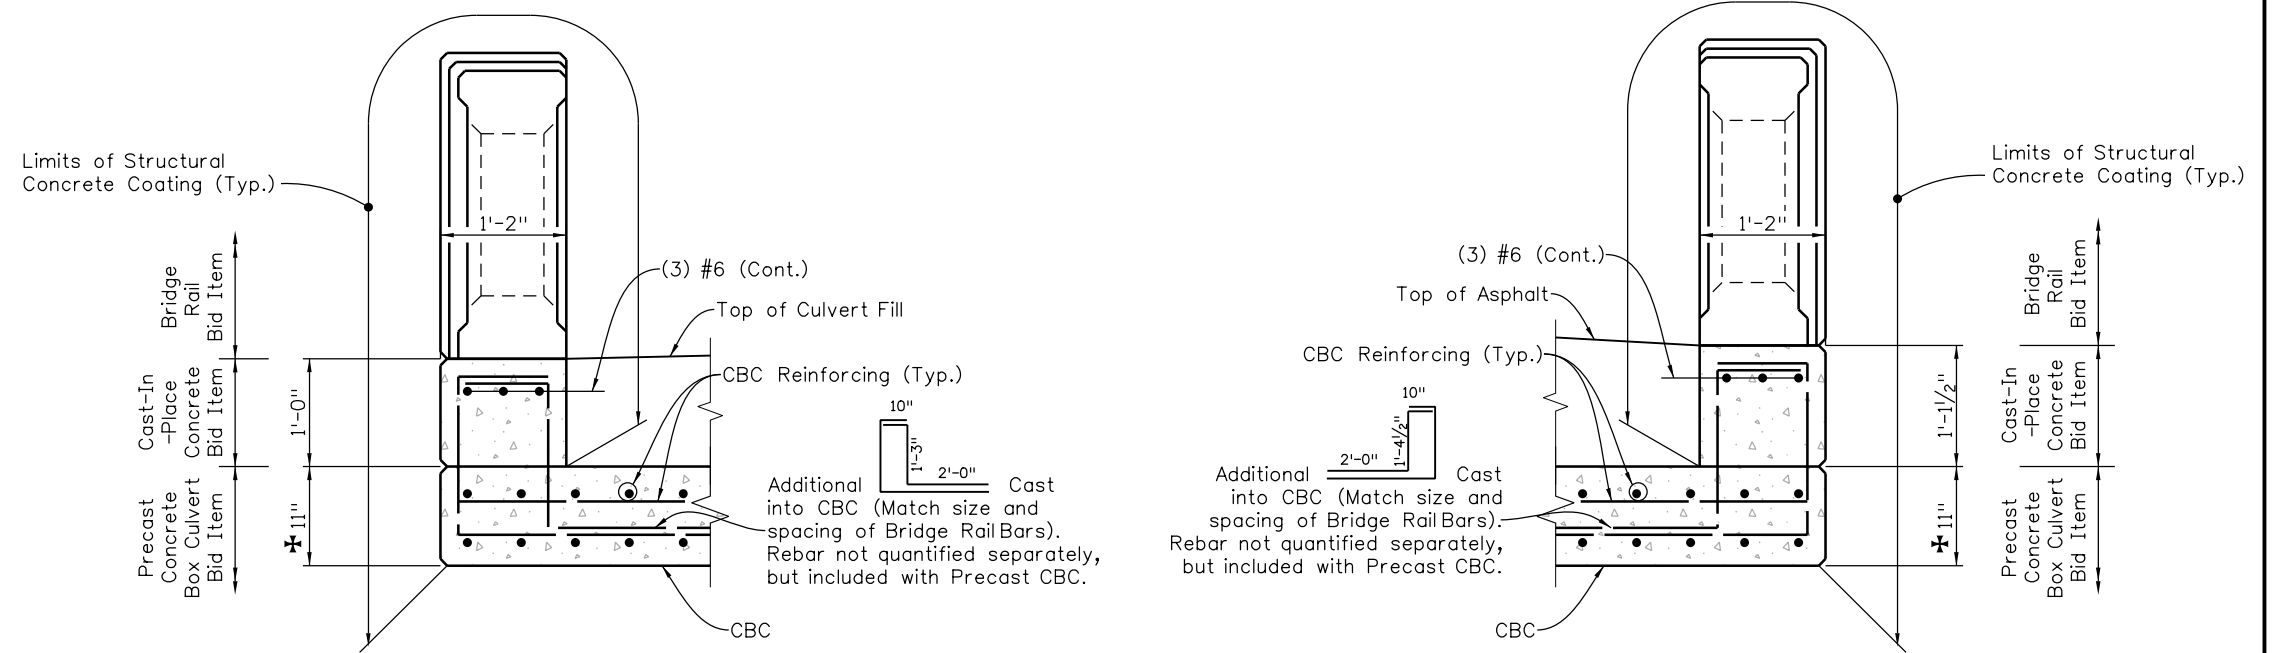 Limits of Structural
Concrete Coating (Typ.)
1'-2"
(3) #6 (Cont.)
Top of Culvert Fill
CBC Reinforcing (Typ.)
Bridge
Rail
Bid Item
Cast-In
-Place
Concrete
Bid Item
Precast
Concrete
Box Culvert
Bid Item
1'-0"
✠ 11"
10"
1'-3"
2'-0"
Additional Cast
into CBC (Match size and
spacing of Bridge Rail Bars).
Rebar not quantified separately,
but included with Precast CBC.
CBC
Limits of Structural
Concrete Coating (Typ.)
1'-2"
(3) #6 (Cont.)
Top of Asphalt
CBC Reinforcing (Typ.)
10"
1'-4 1/2"
2'-0"
Additional Cast
into CBC (Match size and
spacing of Bridge Rail Bars).
Rebar not quantified separately,
but included with Precast CBC.
CBC
1'-1 1/2"
✠ 11"
Bridge
Rail
Bid Item
Cast-In
-Place
Concrete
Bid Item
Precast
Concrete
Box Culvert
Bid Item